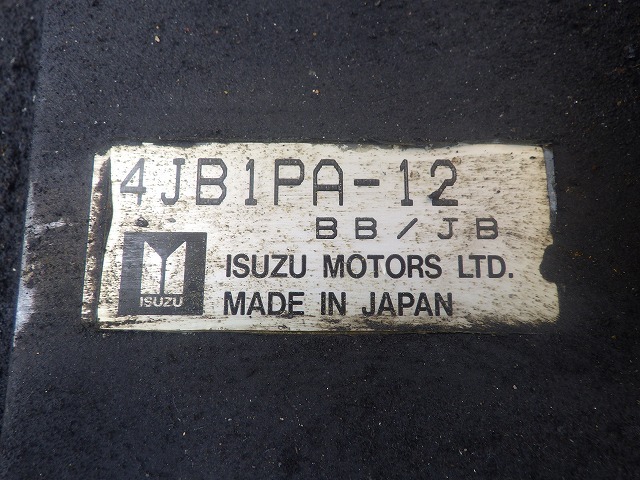 4JB1PA-12
BB/JB
ISUZU MOTORS LTD.
ISUZU
MADE IN JAPAN